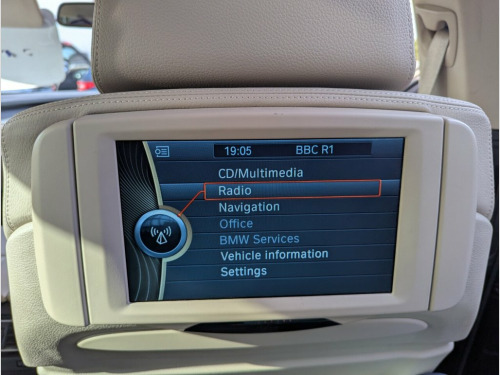 19:05 BBC R1
CD/Multimedia
Radio
Navigation
Office
BMW Services
Vehicle information
Settings